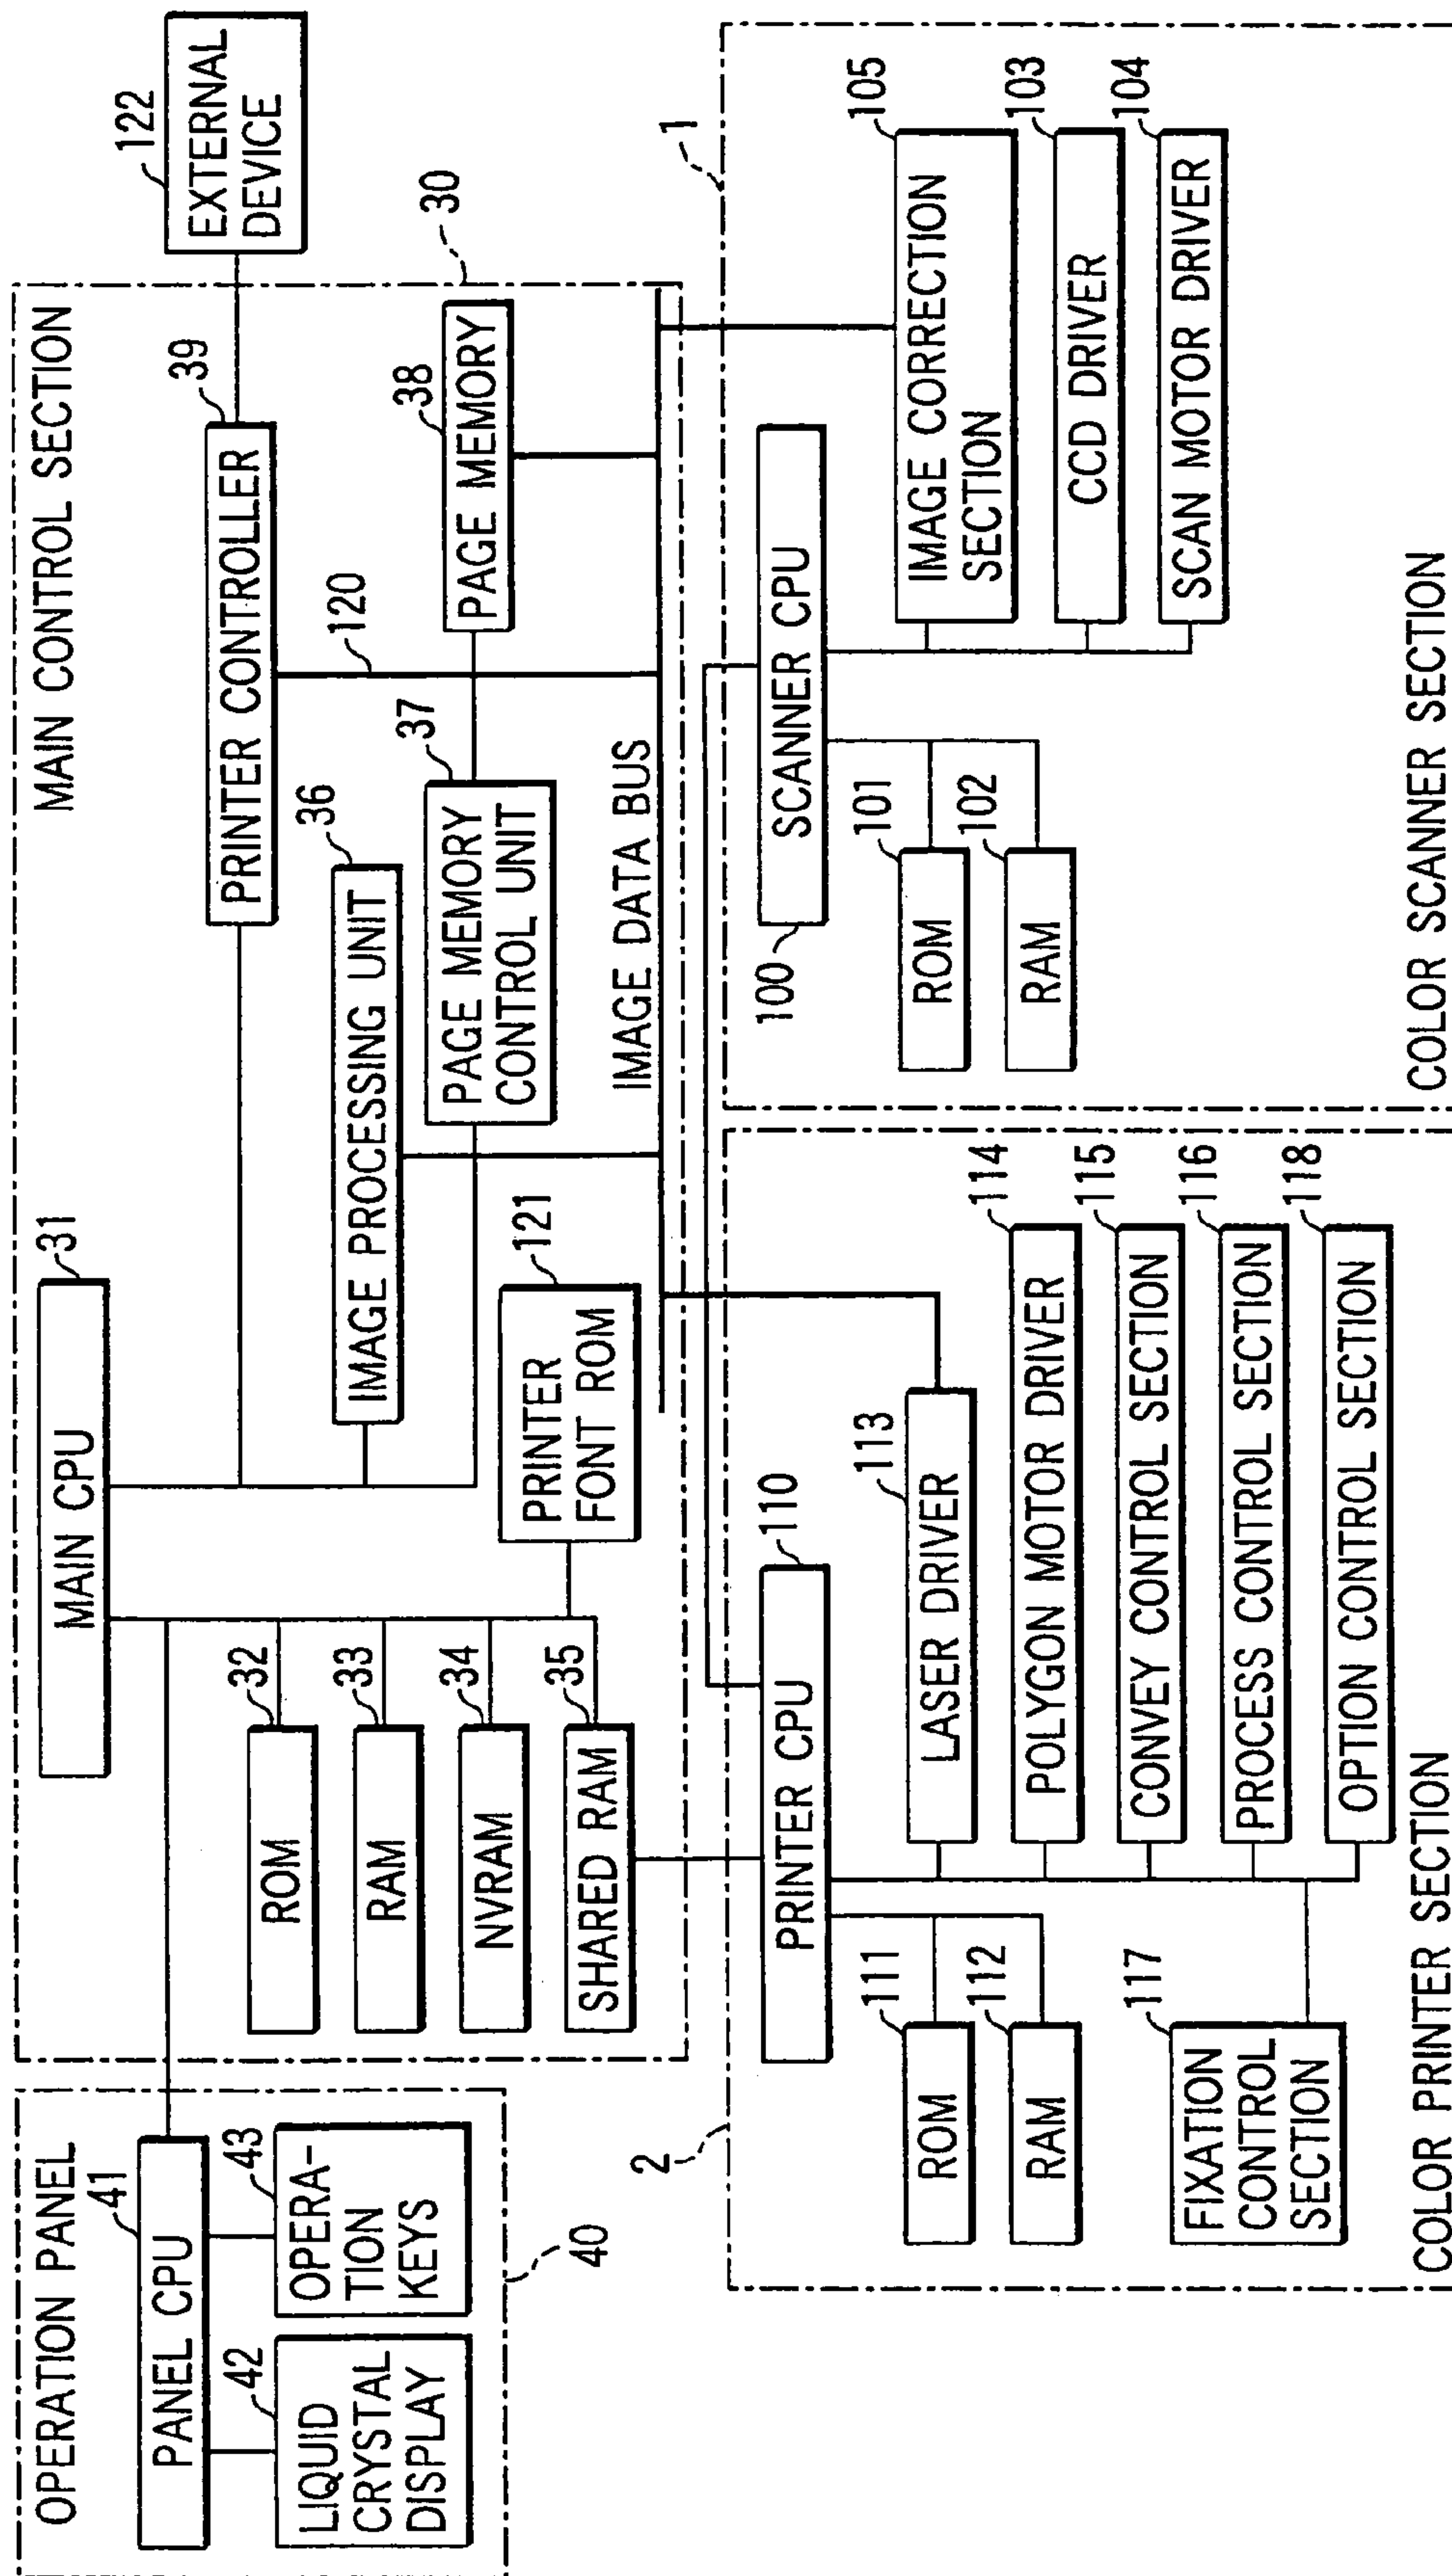 OPERATION PANEL
PANEL CPU
41
LIQUID
CRYSTAL
DISPLAY
42
OPERA-
TION
KEYS
43
40
MAIN CONTROL SECTION
30
MAIN CPU
31
ROM
32
RAM
33
NVRAM
34
SHARED RAM
35
PRINTER
FONT ROM
121
IMAGE PROCESSING UNIT
36
PAGE MEMORY
CONTROL UNIT
37
PAGE MEMORY
38
PRINTER CONTROLLER
39
120
IMAGE DATA BUS
EXTERNAL
DEVICE
122
2
PRINTER CPU
110
ROM
111
RAM
112
FIXATION
CONTROL
SECTION
117
LASER DRIVER
113
POLYGON MOTOR DRIVER
114
CONVEY CONTROL SECTION
115
PROCESS CONTROL SECTION
116
OPTION CONTROL SECTION
118
COLOR PRINTER SECTION
1
SCANNER CPU
100
ROM
101
RAM
102
IMAGE CORRECTION
SECTION
105
CCD DRIVER
103
SCAN MOTOR DRIVER
104
COLOR SCANNER SECTION